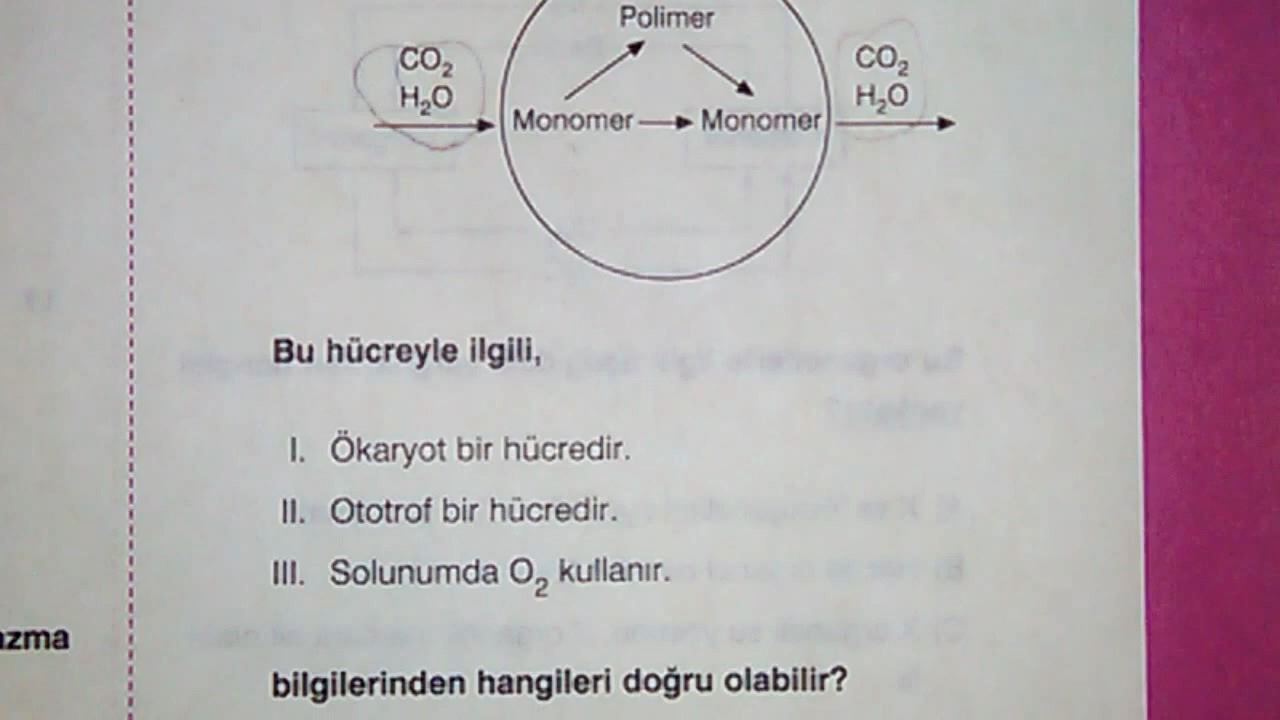 Polimer
CO₂
H₂O
CO₂
H₂O
Monomer → Monomer
Bu hücreyle ilgili,
I. Ökaryot bir hücredir.
II. Ototrof bir hücredir.
III. Solunumda O₂ kullanır.
bilgilerinden hangileri doğru olabilir?